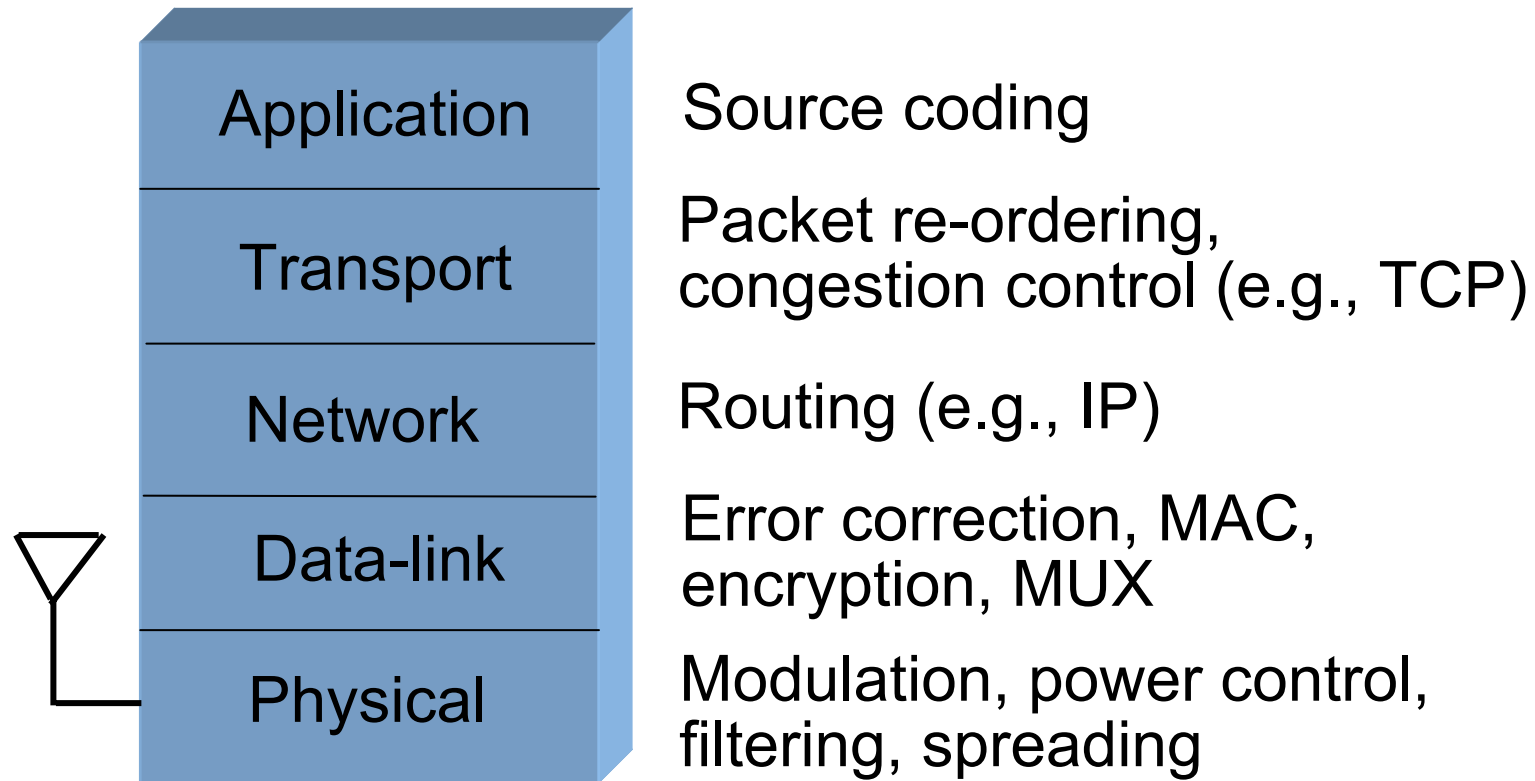 Application
Source coding
Transport
Packet re-ordering,
congestion control (e.g., TCP)
Network
Routing (e.g., IP)
Data-link
Error correction, MAC,
encryption, MUX
Physical
Modulation, power control,
filtering, spreading